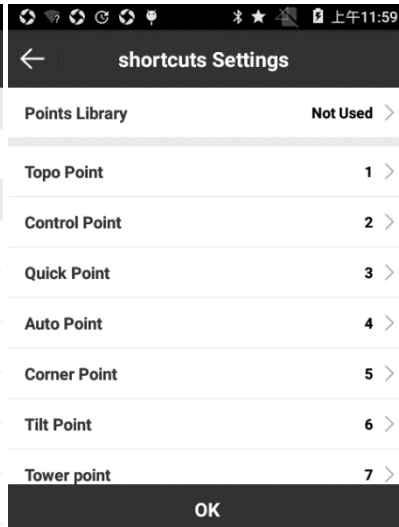 上午11:59
shortcuts Settings
Points Library Not Used
Topo Point 1
Control Point 2
Quick Point 3
Auto Point 4
Corner Point 5
Tilt Point 6
Tower point 7
OK